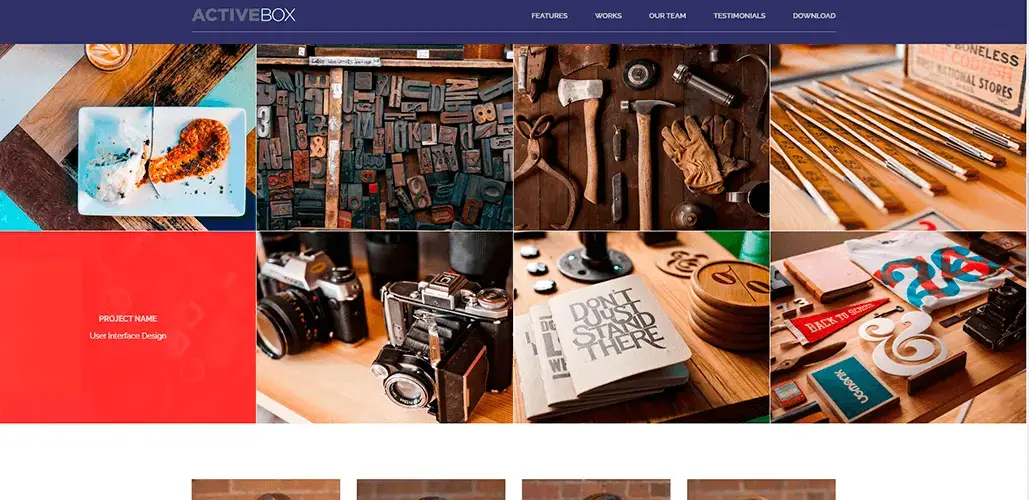 ACTIVEBOX
FEATURES
WORKS
OUR TEAM
TESTIMONIALS
DOWNLOAD
BONELESS
NATIONAL STORES
PROJECT NAME
User Interface Design
DON'T
JUST
STAND
THERE
BACK TO SCHOOL
&